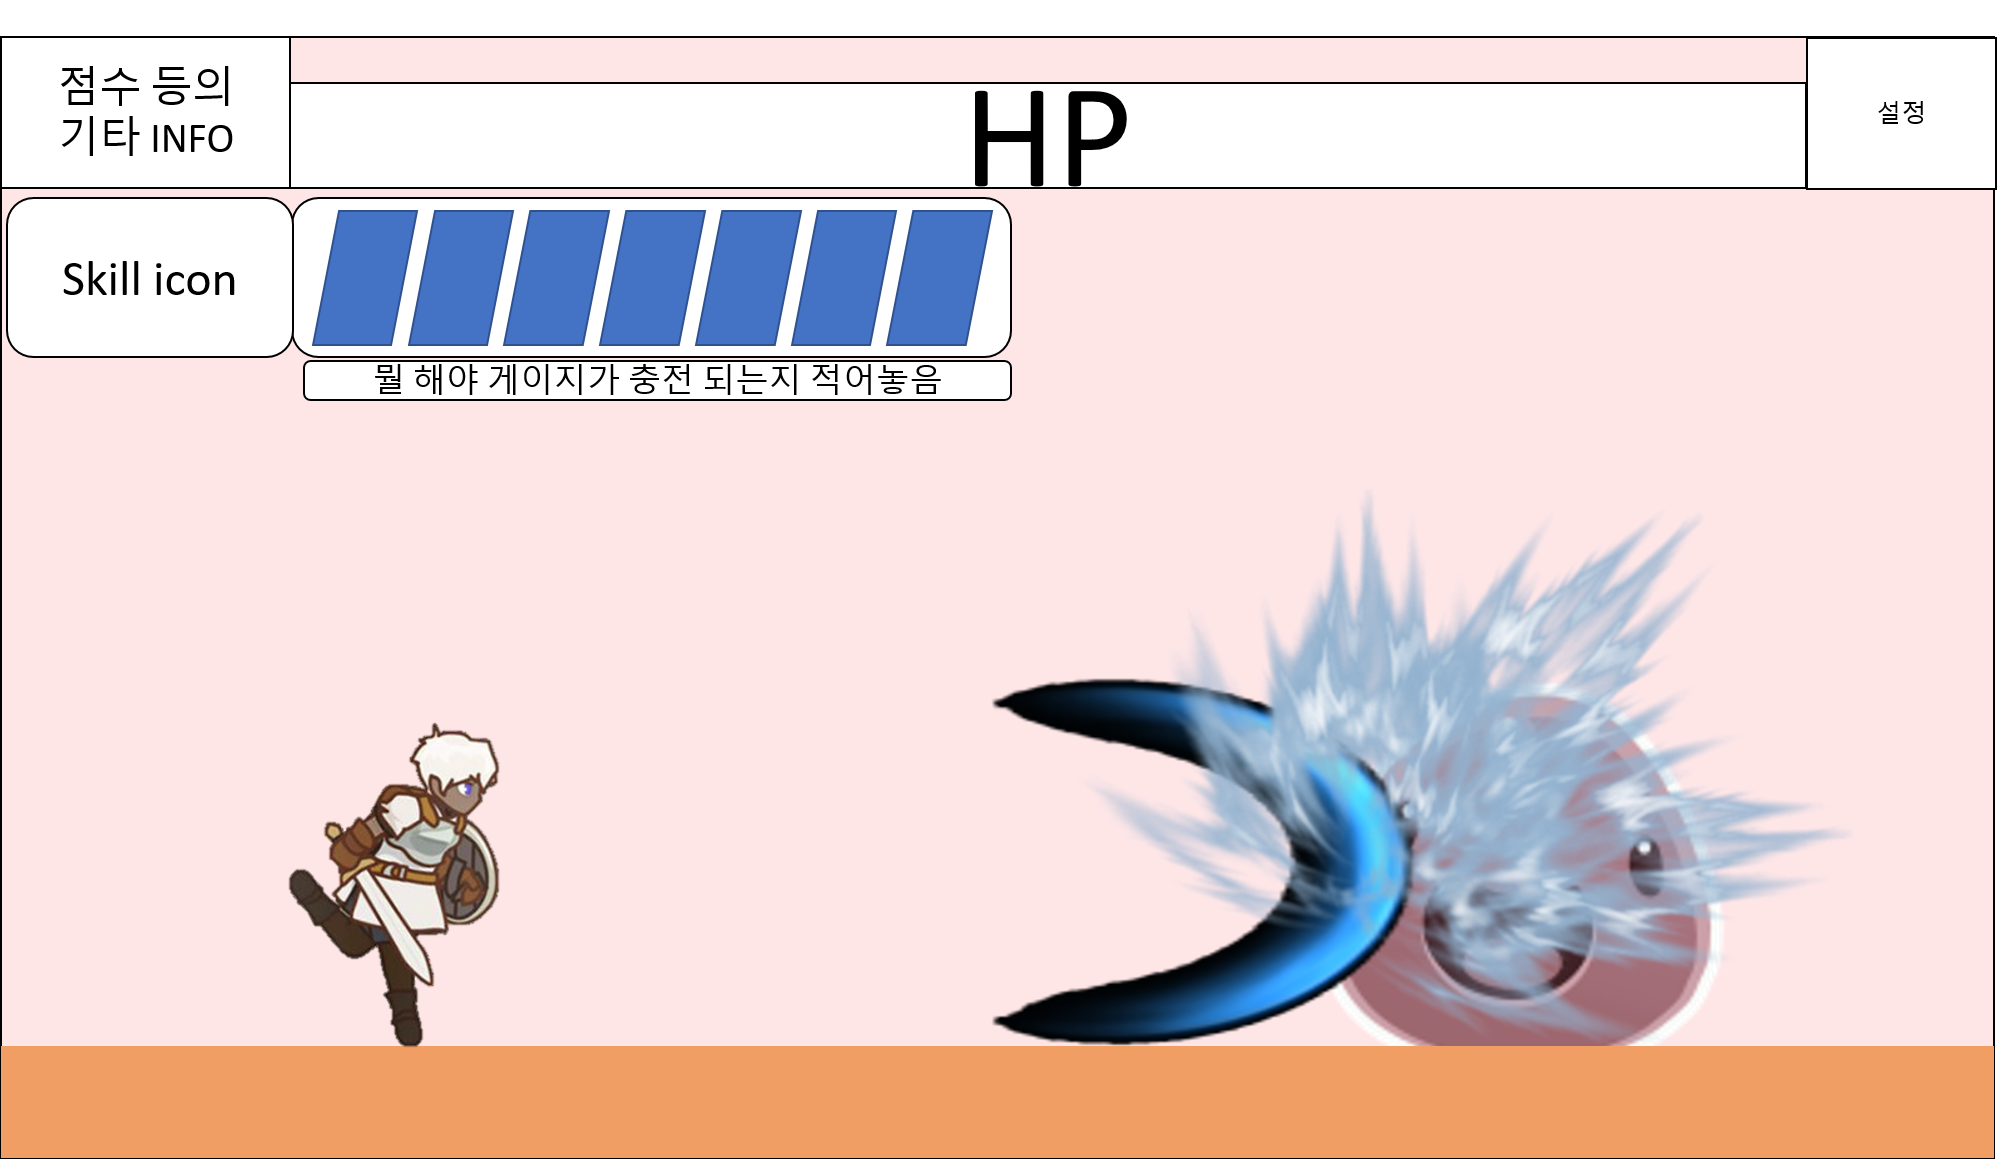 점수 등의
기타 INFO
HP
설정
Skill icon
뭘 해야 게이지가 충전 되는지 적어놓음